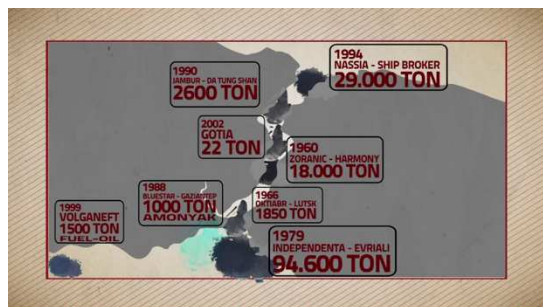 1994
NASSIA - SHIP BROKER
29.000 TON
1990
JAMBUR - DA TUNG SHAN
2600 TON
2002
GOTIA
22 TON
1960
ZORANIC - HARMONY
18.000 TON
1988
BLUESTAR - GAZIANTEP
1000 TON
AMONYAK
1966
OKTIABR - LUTSK
1850 TON
1999
VOLGANEFT
1500 TON
FUEL-OIL
1979
INDEPENDENTA - EVRIALI
94.600 TON